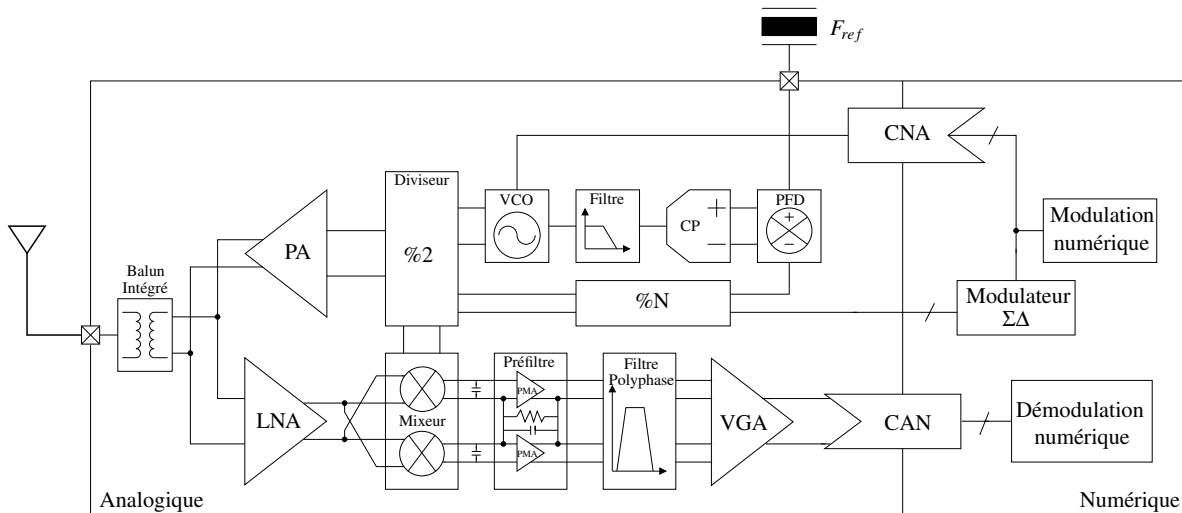 F_ref
CNA
Diviseur
VCO
Filtre
CP
PFD
Modulation
numérique
PA
%2
Balun
Intégré
%N
Modulateur
ΣΔ
Préfiltre
Filtre
Polyphase
PMA
LNA
Mixeur
VGA
CAN
Démodulation
numérique
PMA
Analogique
Numérique